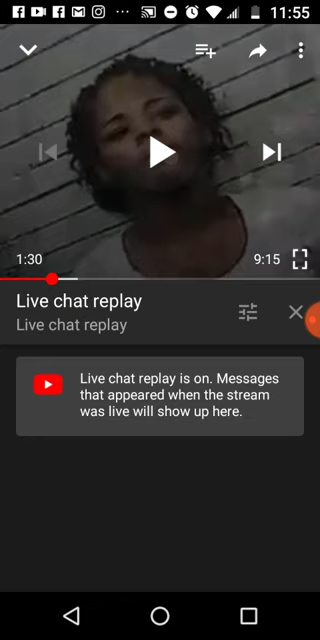 11:55
1:30
9:15
Live chat replay
Live chat replay
Live chat replay is on. Messages
that appeared when the stream
was live will show up here.